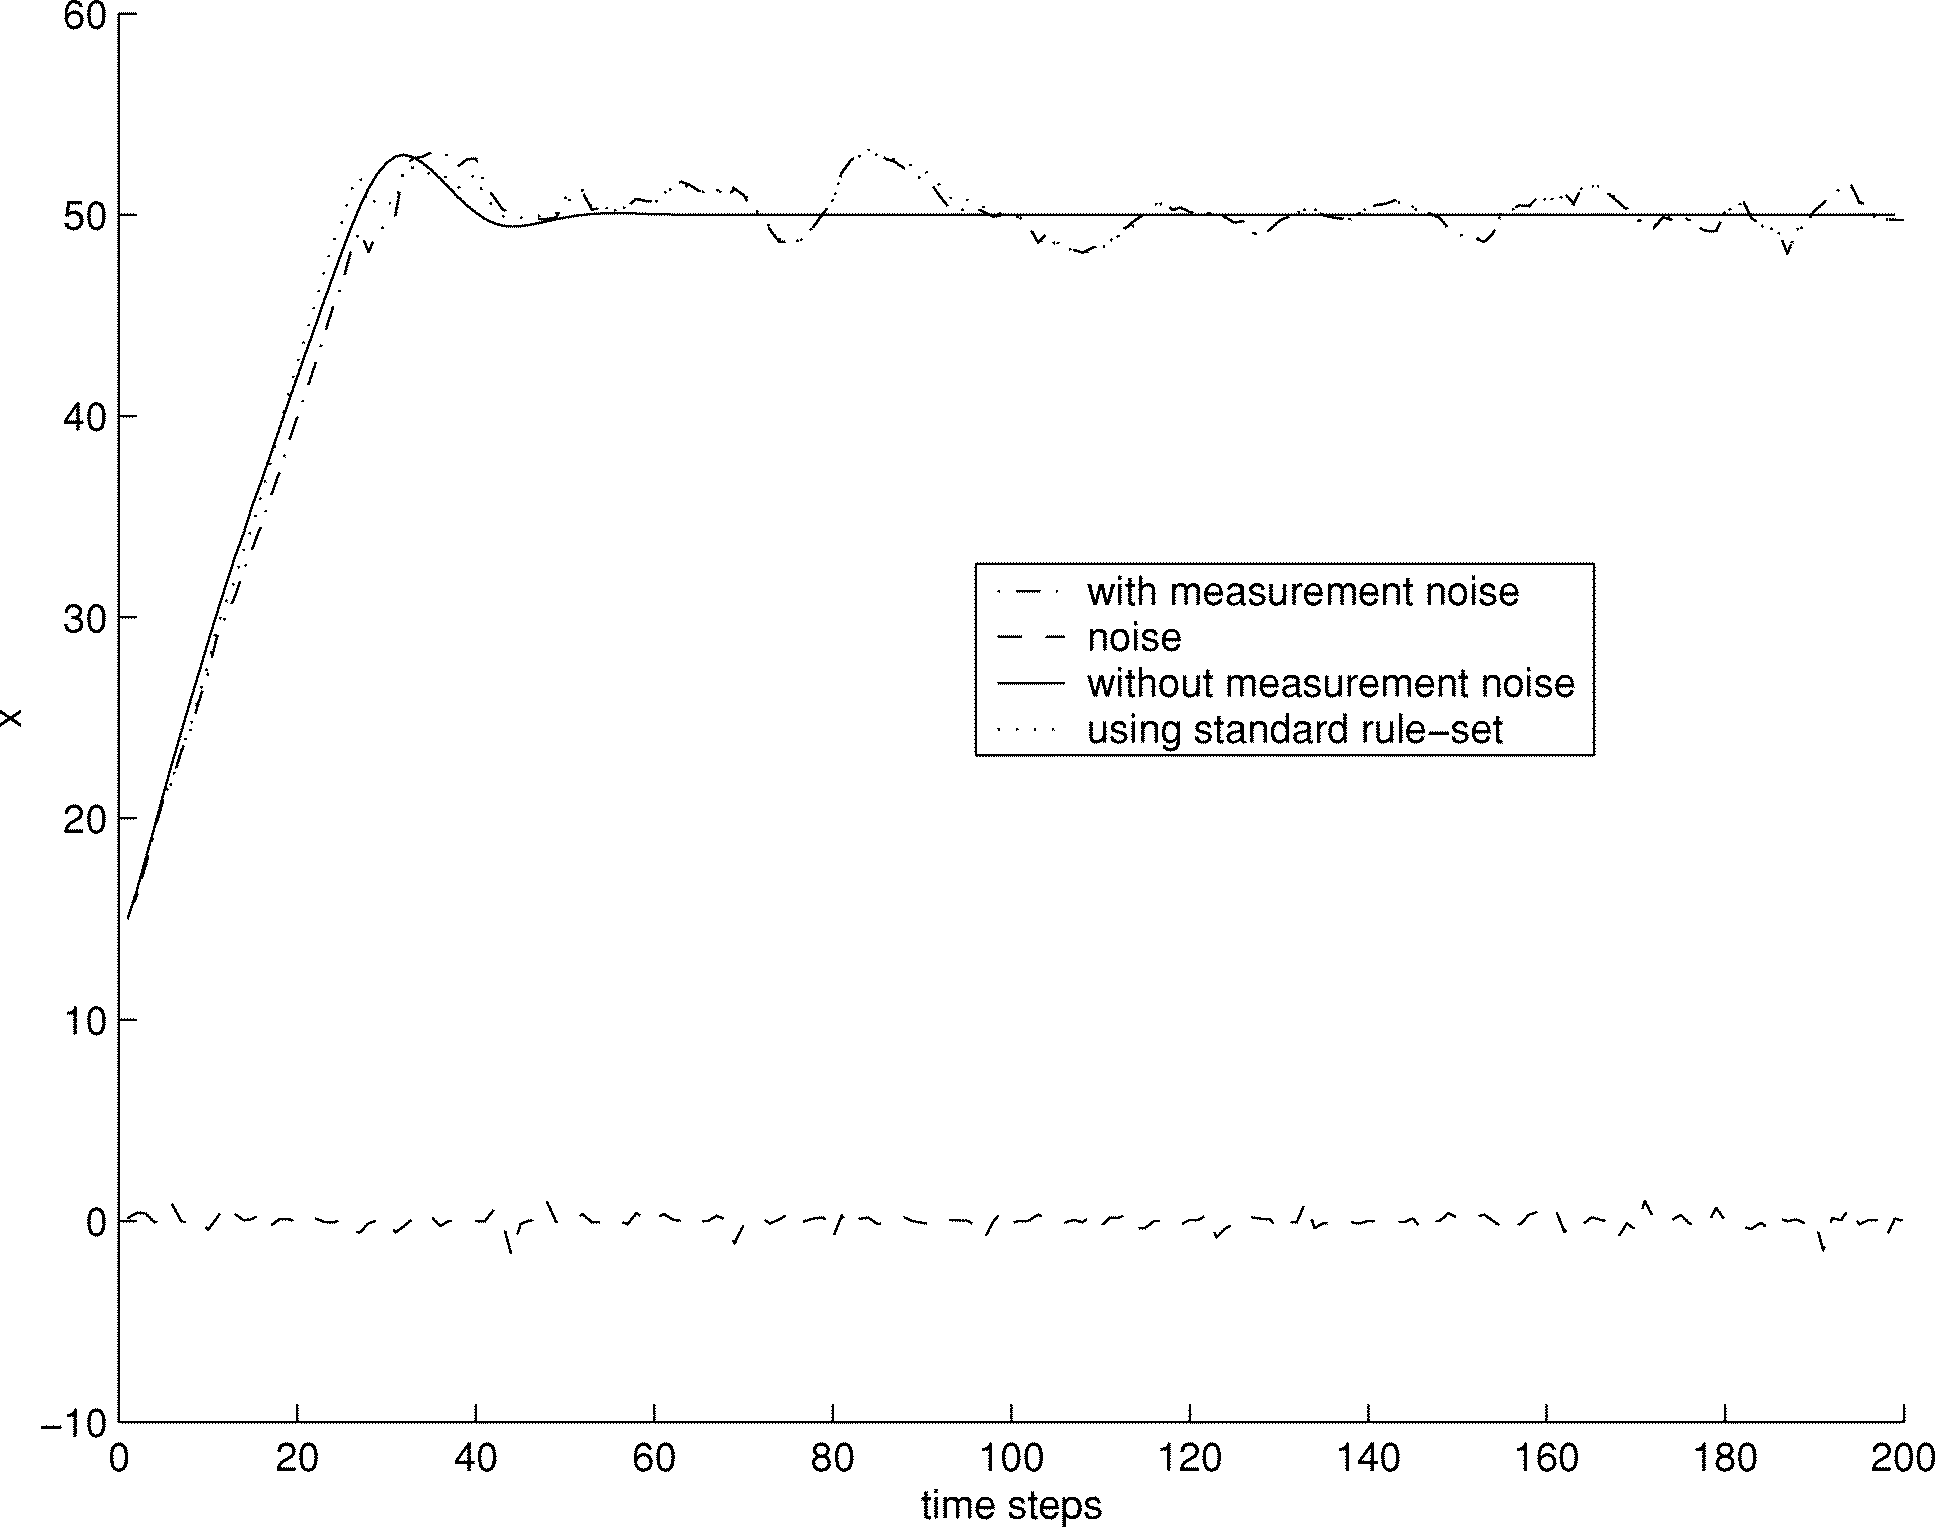 60
50
40
30
20
10
0
−10
x
with measurement noise
noise
without measurement noise
using standard rule−set
0 20 40 60 80 100 120 140 160 180 200
time steps